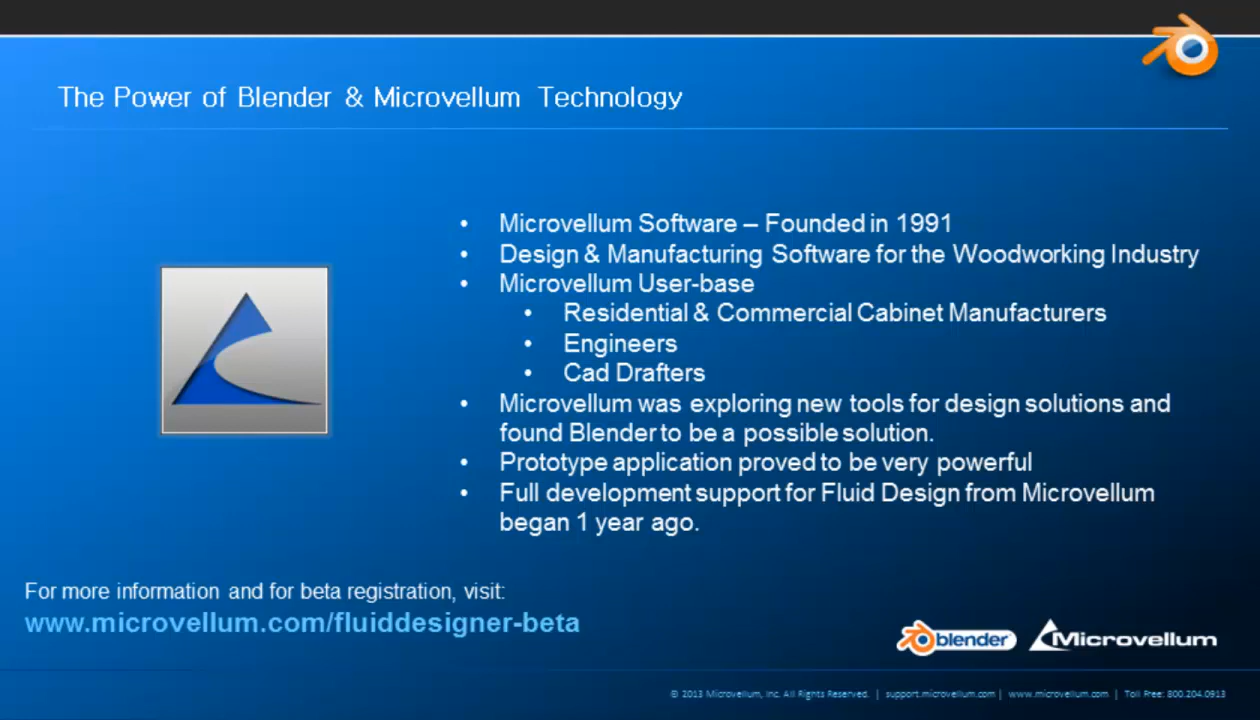 The Power of Blender & Microvellum Technology
• Microvellum Software – Founded in 1991
• Design & Manufacturing Software for the Woodworking Industry
• Microvellum User-base
• Residential & Commercial Cabinet Manufacturers
• Engineers
• Cad Drafters
• Microvellum was exploring new tools for design solutions and
found Blender to be a possible solution.
• Prototype application proved to be very powerful
• Full development support for Fluid Design from Microvellum
began 1 year ago.
For more information and for beta registration, visit:
www.microvellum.com/fluiddesigner-beta
blender Microvellum
© 2013 Microvellum, Inc. All Rights Reserved. | support.microvellum.com | www.microvellum.com | Toll Free: 800.204.0913